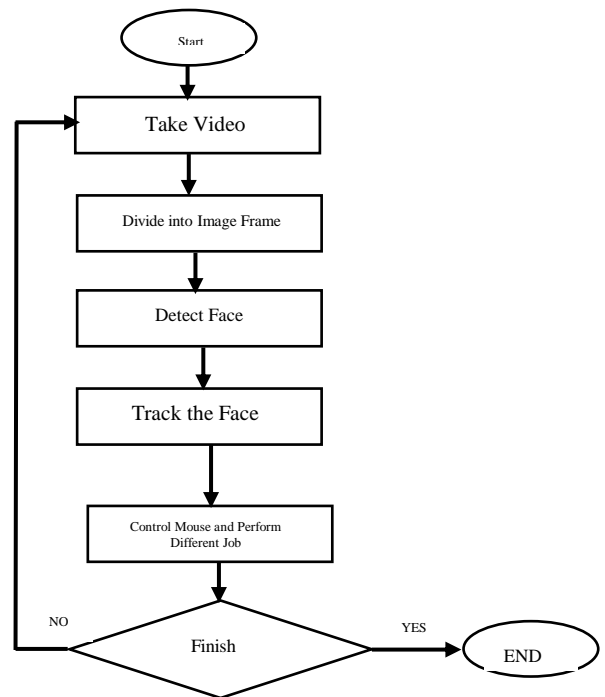 Start
Take Video
Divide into Image Frame
Detect Face
Track the Face
Control Mouse and Perform
Different Job
NO
Finish
YES
END